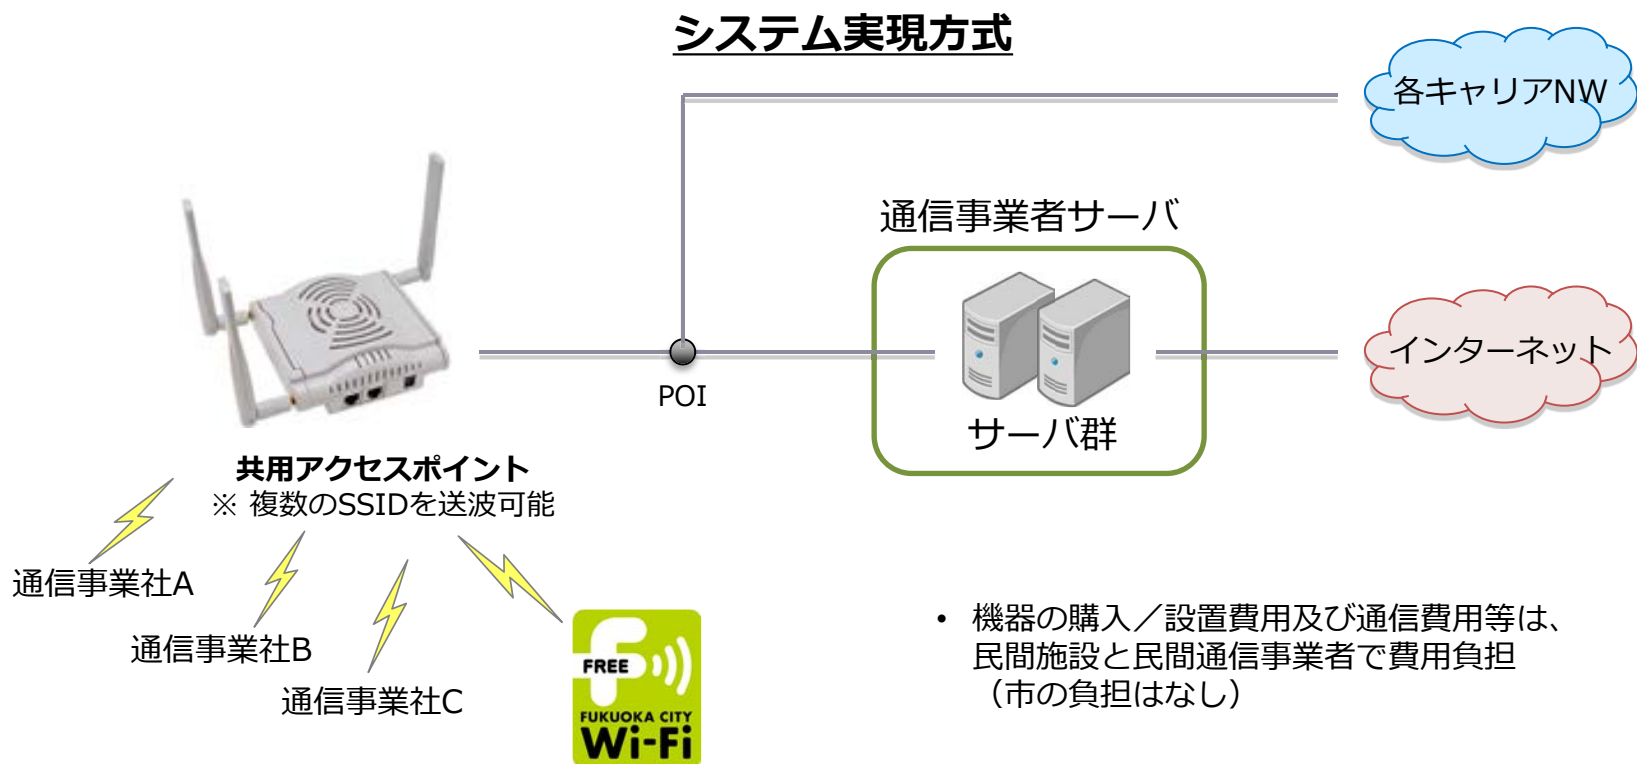 システム実現方式
各キャリアNW
通信事業者サーバ
インターネット
POI
サーバ群
共用アクセスポイント
※ 複数のSSIDを送波可能
通信事業社A
通信事業社B
通信事業社C
FREE
FUKUOKA CITY
Wi-Fi
• 機器の購入／設置費用及び通信費用等は、
民間施設と民間通信事業者で費用負担
（市の負担はなし）